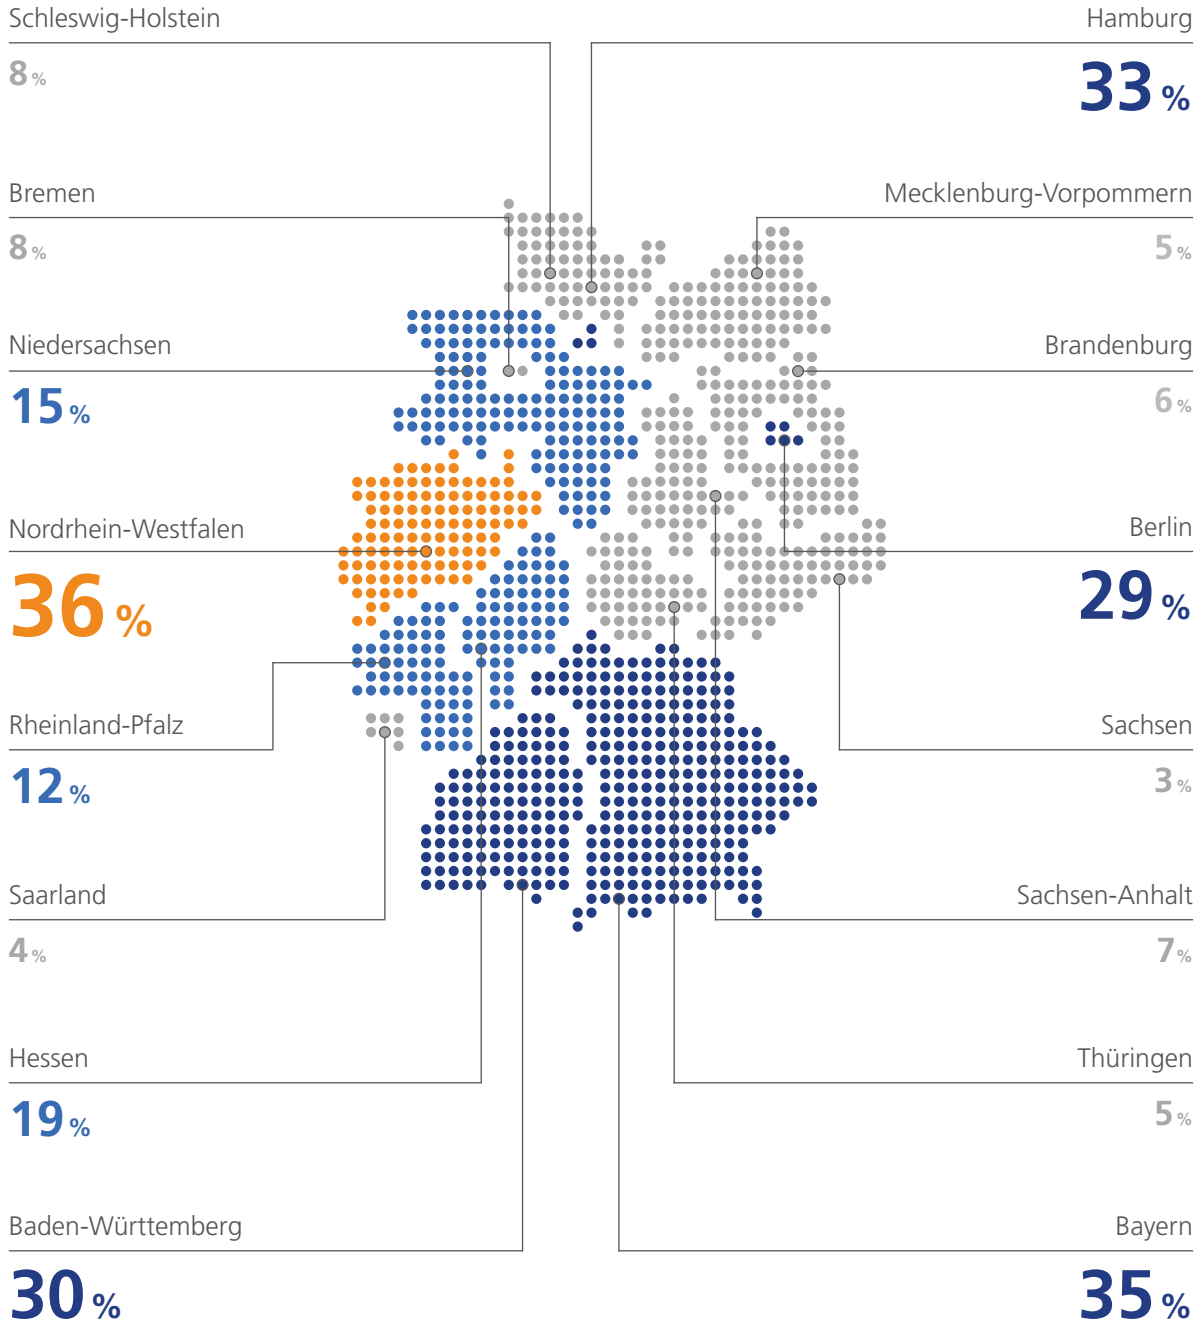 Schleswig-Holstein
8 %
Hamburg
33 %
Bremen
8 %
Mecklenburg-Vorpommern
5 %
Niedersachsen
15 %
Brandenburg
6 %
Nordrhein-Westfalen
36 %
Berlin
29 %
Rheinland-Pfalz
12 %
Sachsen
3 %
Saarland
4 %
Sachsen-Anhalt
7 %
Hessen
19 %
Thüringen
5 %
Baden-Württemberg
30 %
Bayern
35 %